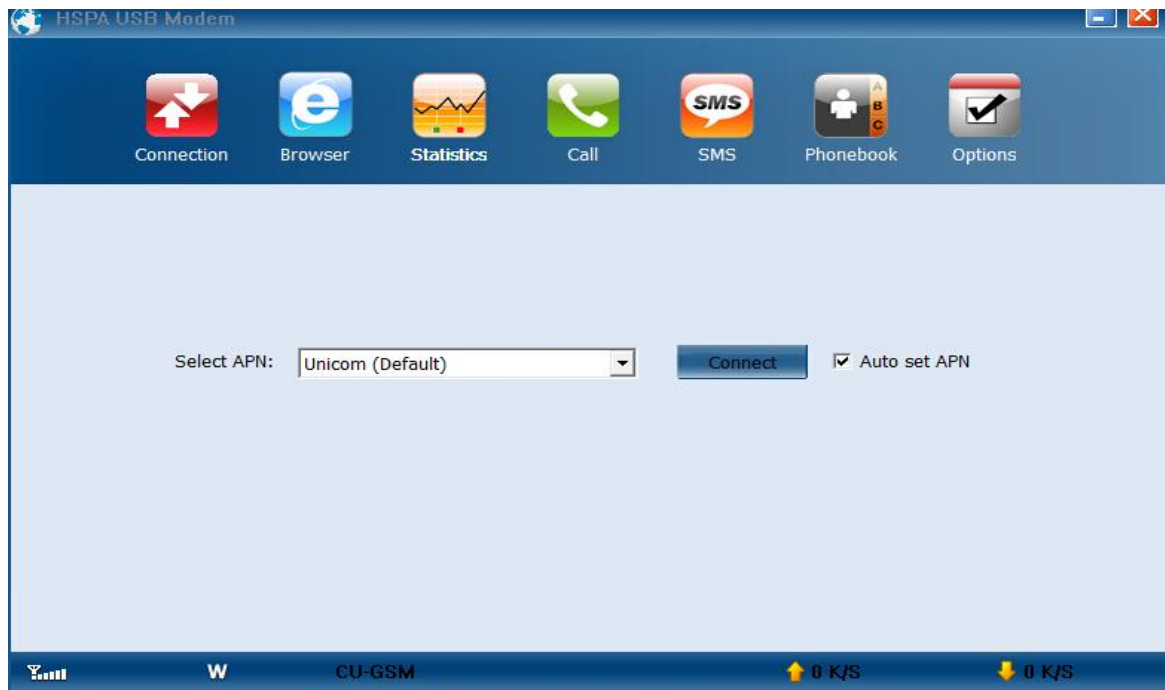 HSPA USB Modem
SMS
A
B
C
Connection Browser Statistics Call SMS Phonebook Options
Select APN: Unicom (Default) Connect Auto set APN
W CU-GSM 0 K/S 0 K/S